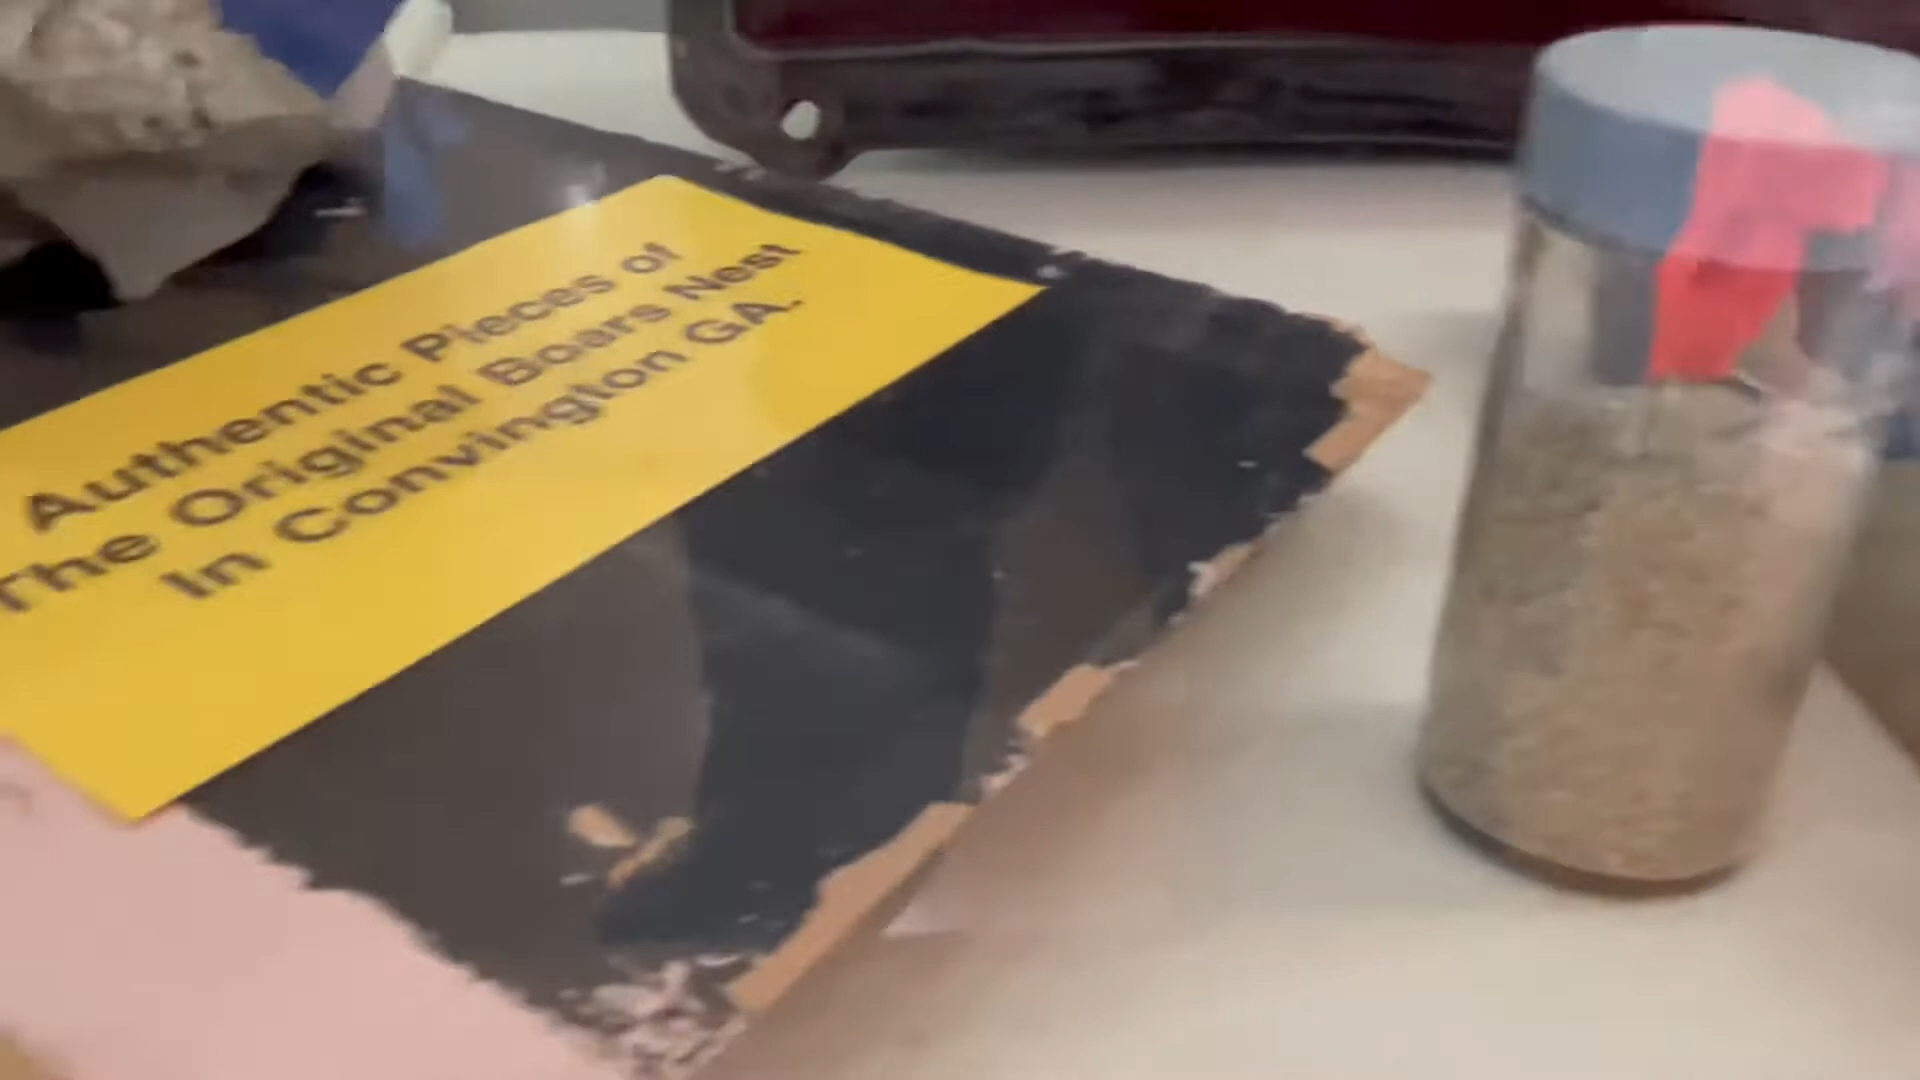 Authentic Pieces of
The Original Boars Nest
In Convington GA.